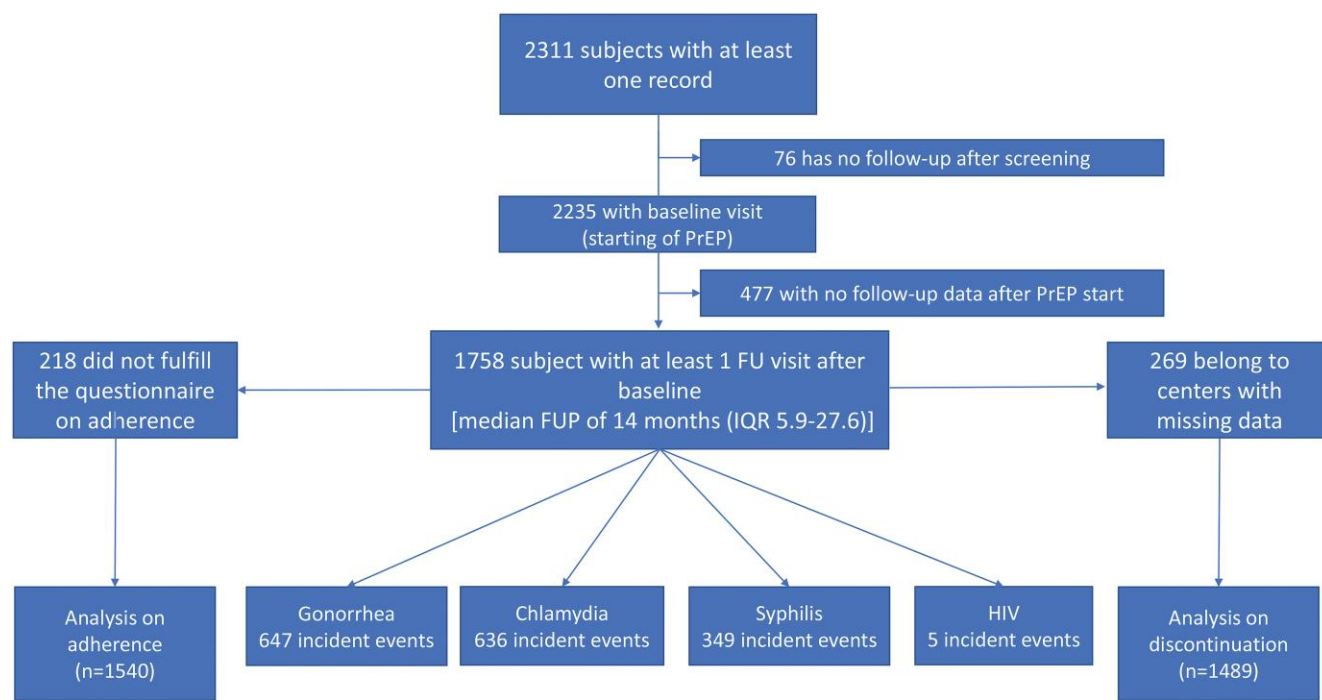 2311 subjects with at least
one record
76 has no follow-up after screening
2235 with baseline visit
(starting of PrEP)
477 with no follow-up data after PrEP start
218 did not fulfill
the questionnaire
on adherence
1758 subject with at least 1 FU visit after
baseline
[median FUP of 14 months (IQR 5.9-27.6)]
269 belong to
centers with
missing data
Analysis on
adherence
(n=1540)
Gonorrhea
647 incident events
Chlamydia
636 incident events
Syphilis
349 incident events
HIV
5 incident events
Analysis on
discontinuation
(n=1489)